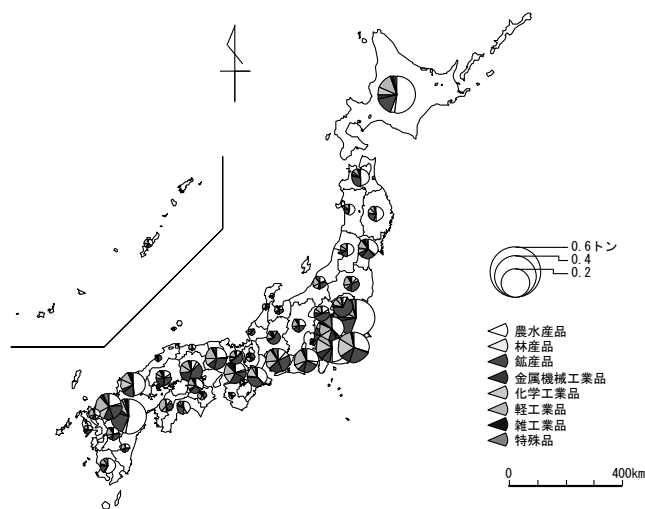 0.6トン
0.4
0.2
農水産品
林産品
鉱産品
金属機械工業品
化学工業品
軽工業品
雑工業品
特殊品
0 400km